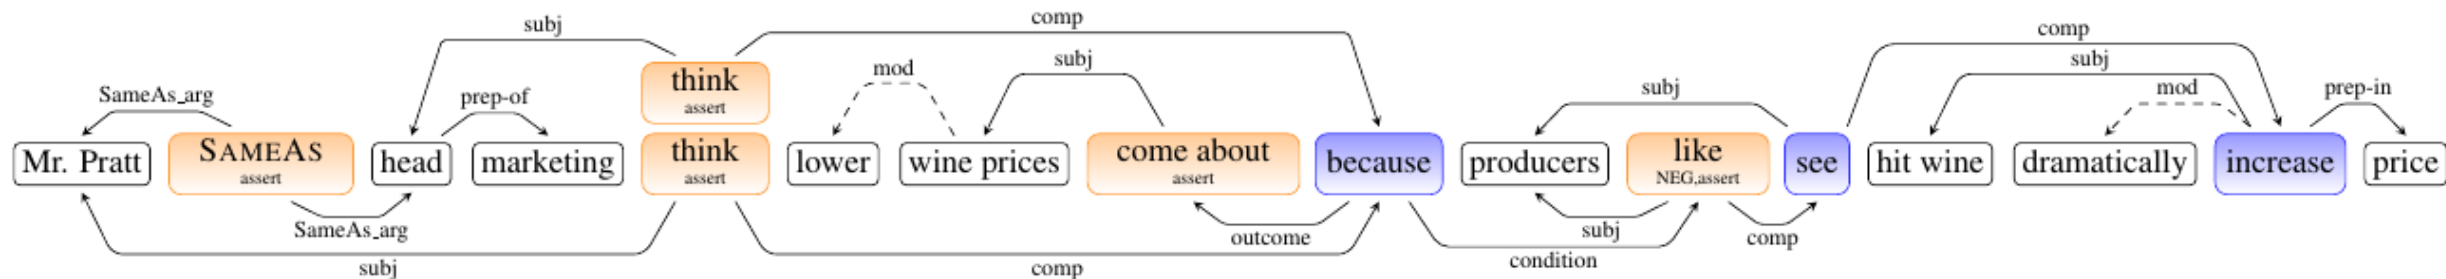 comp
subj
comp
think
assert
mod
subj
subj
subj
mod
prep-in
SameAs_arg
prep-of
Mr. Pratt
SAMEAS
assert
head
marketing
think
assert
lower
wine prices
come about
assert
because
producers
like
NEG,assert
see
hit wine
dramatically
increase
price
SameAs_arg
outcome
subj
comp
subj
comp
condition